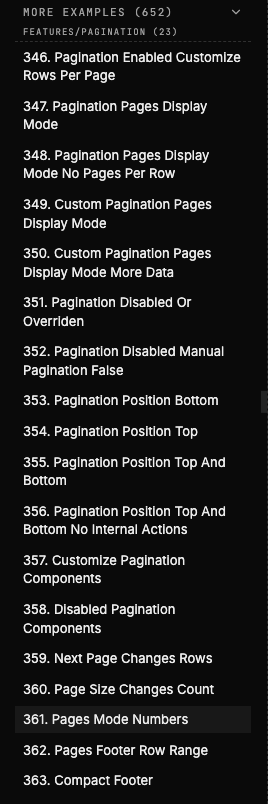 MORE EXAMPLES (652)
FEATURES/PAGINATION (23)
346. Pagination Enabled Customize
Rows Per Page
347. Pagination Pages Display
Mode
348. Pagination Pages Display
Mode No Pages Per Row
349. Custom Pagination Pages
Display Mode
350. Custom Pagination Pages
Display Mode More Data
351. Pagination Disabled Or
Overriden
352. Pagination Disabled Manual
Pagination False
353. Pagination Position Bottom
354. Pagination Position Top
355. Pagination Position Top And
Bottom
356. Pagination Position Top And
Bottom No Internal Actions
357. Customize Pagination
Components
358. Disabled Pagination
Components
359. Next Page Changes Rows
360. Page Size Changes Count
361. Pages Mode Numbers
362. Pages Footer Row Range
363. Compact Footer